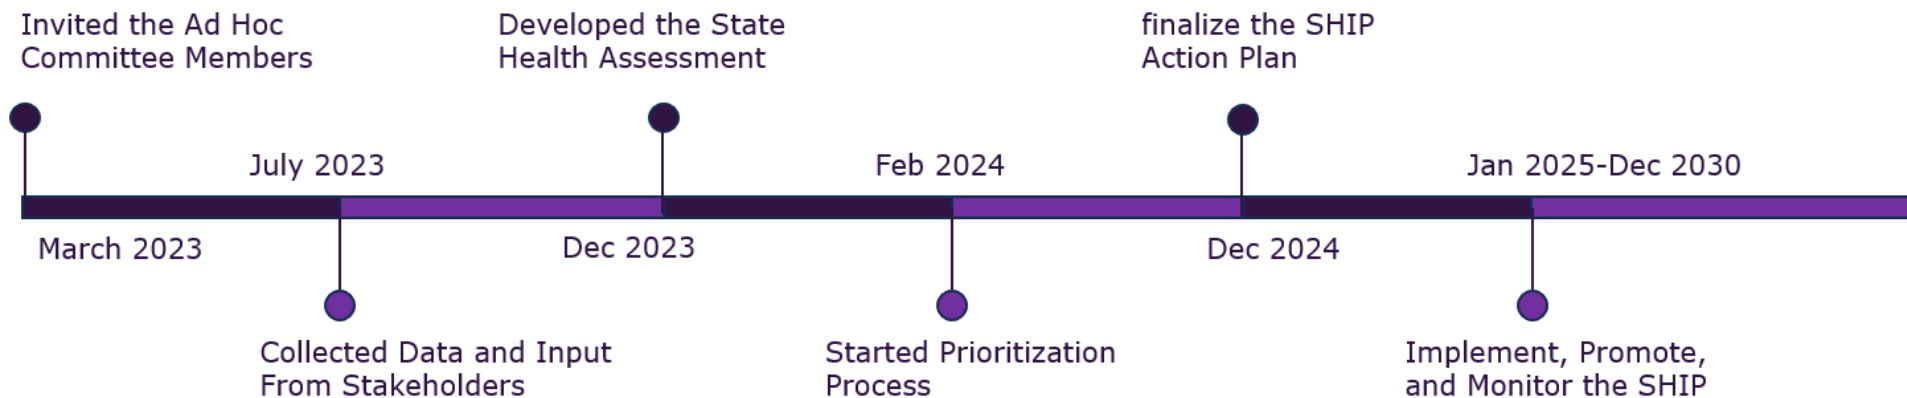 Invited the Ad Hoc
Committee Members
Developed the State
Health Assessment
finalize the SHIP
Action Plan
July 2023
Feb 2024
Jan 2025-Dec 2030
March 2023
Dec 2023
Dec 2024
Collected Data and Input
From Stakeholders
Started Prioritization
Process
Implement, Promote,
and Monitor the SHIP